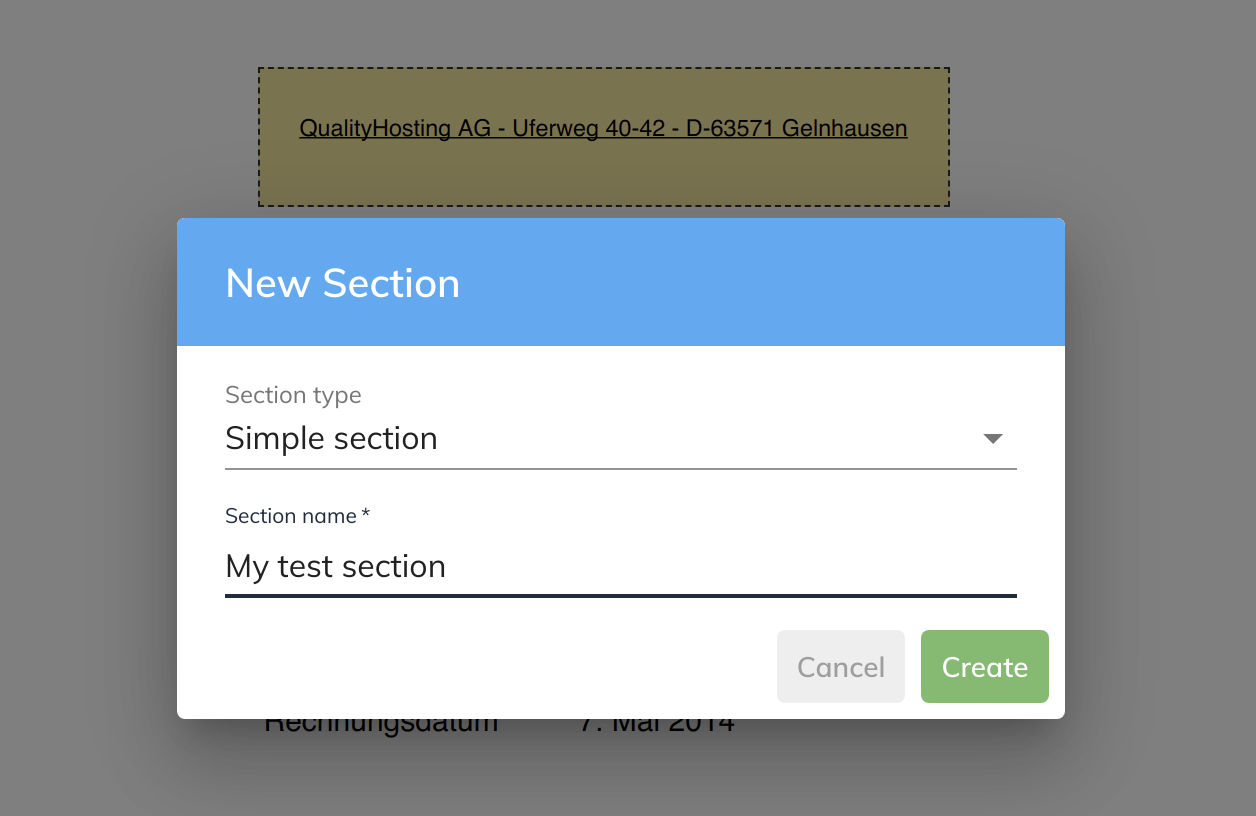 QualityHosting AG - Uferweg 40-42 - D-63571 Gelnhausen
New Section
Section type
Simple section
Section name *
My test section
Cancel Create
Rechnungsdatum 7. Mai 2014